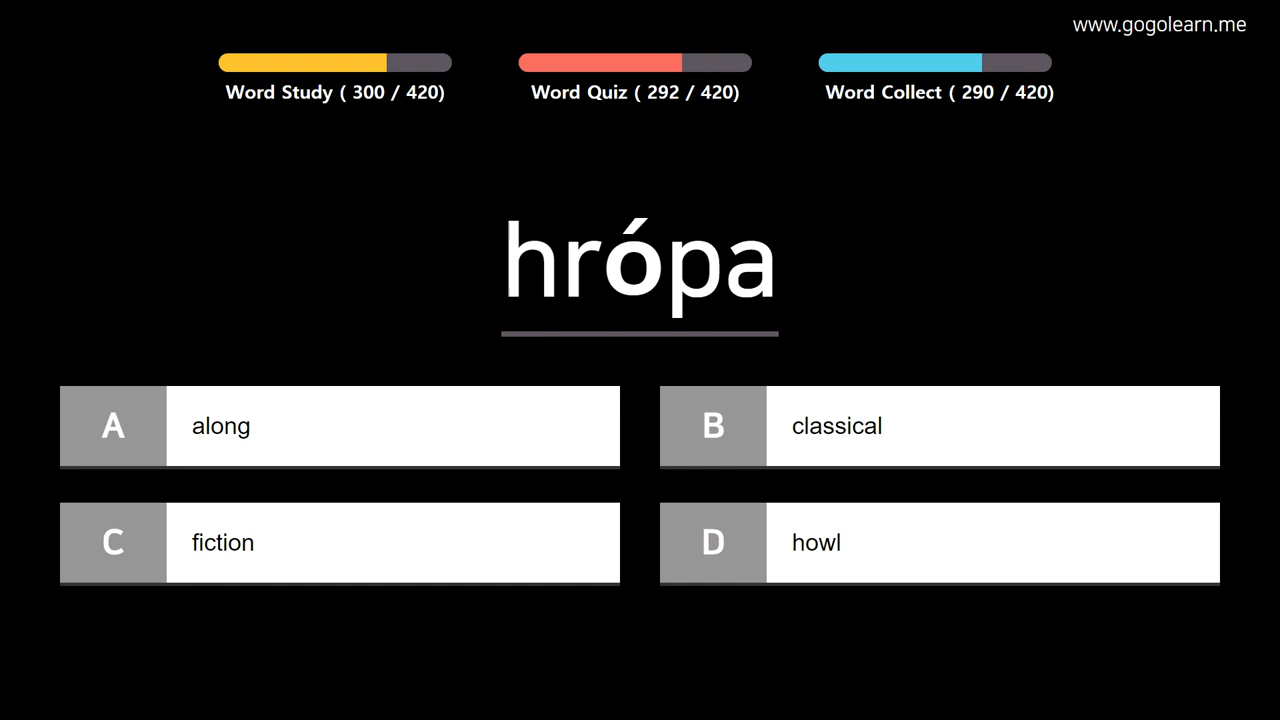 www.gogolearn.me
Word Study ( 300 / 420)
Word Quiz ( 292 / 420)
Word Collect ( 290 / 420)
hrópa
A along
B classical
C fiction
D howl